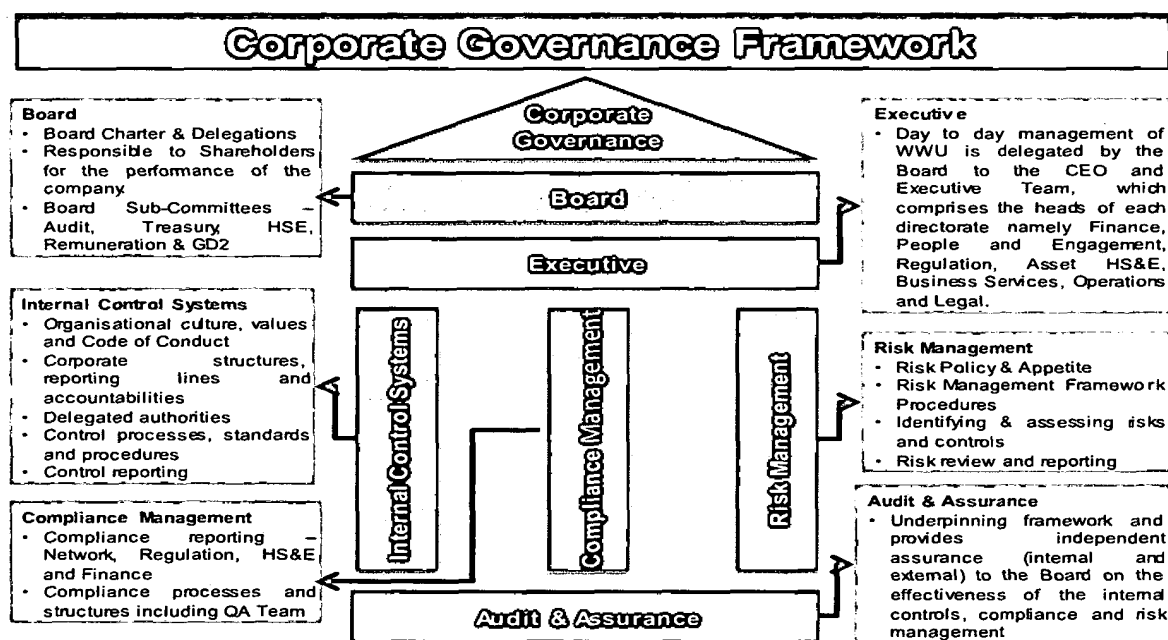 Corporate Governance Framework
Board
• Board Charter & Delegations
• Responsible to Shareholders
for the performance of the
company.
• Board Sub-Committees –
Audit, Treasury, HSE,
Remuneration & GD2
Internal Control Systems
• Organisational culture, values
and Code of Conduct
• Corporate structures,
reporting lines and
accountabilities
• Delegated authorities
• Control processes, standards
and procedures
• Control reporting
Compliance Management
• Compliance reporting –
Network, Regulation, HS&E
and Finance
• Compliance processes and
structures including QA Team
Corporate
Governance
Board
Executive
Internal Control Systems
Compliance Management
Risk Management
Audit & Assurance
Executive
• Day to day management of
WWU is delegated by the
Board to the CEO and
Executive Team, which
comprises the heads of each
directorate namely Finance,
People and Engagement,
Regulation, Asset HS&E,
Business Services, Operations
and Legal.
Risk Management
• Risk Policy & Appetite
• Risk Management Framework
Procedures
• Identifying & assessing risks
and controls
• Risk review and reporting
Audit & Assurance
• Underpinning framework and
provides independent
assurance (internal and
external) to the Board on the
effectiveness of the internal
controls, compliance and risk
management